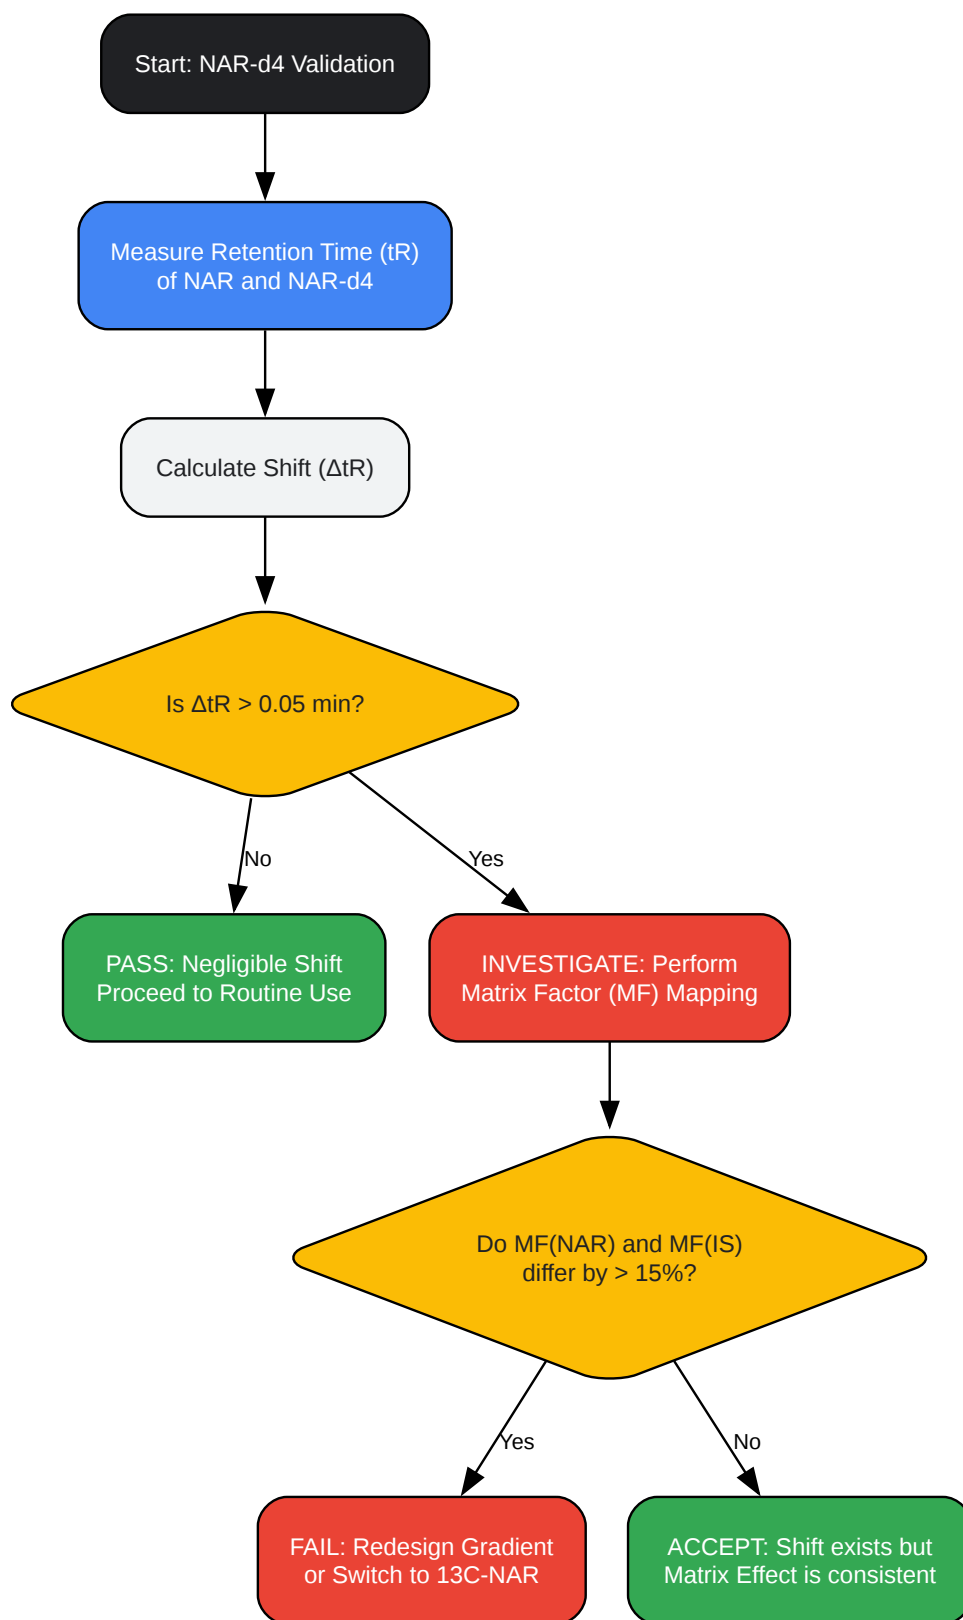 Start: NAR-d4 Validation
Measure Retention Time (tR)
of NAR and NAR-d4
Calculate Shift (ΔtR)
Is ΔtR > 0.05 min?
No
Yes
PASS: Negligible Shift
Proceed to Routine Use
INVESTIGATE: Perform
Matrix Factor (MF) Mapping
Do MF(NAR) and MF(IS)
differ by > 15%?
Yes
No
FAIL: Redesign Gradient
or Switch to 13C-NAR
ACCEPT: Shift exists but
Matrix Effect is consistent